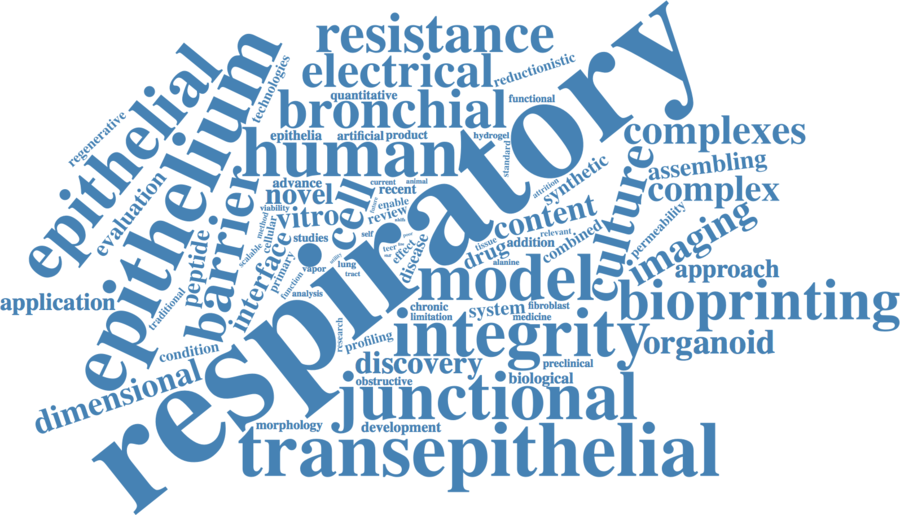 respiratory
epithelium
epithelial
transepithelial
junctional
integrity
human
model
bioprinting
barrier
bronchial
resistance
electrical
culture
cell
content
complexes
complex
imaging
organoid
assembling
approach
dimensional
application
interface
discovery
novel
vitro
peptide
evaluation
drug
synthetic
system
disease
combined
condition
addition
permeability
reductionistic
technologies
regenerative
traditional
quantitative
functional
epithelia
artificial
product
hydrogel
standard
advance
current
animal
recent
enable
review
future
viability
method
cellular
scalable
studies
self
primary
vapor
lung
tract
function
analysis
utility
teer
effect
tissue
relevant
alanine
attrition
chronic
limitation
fibroblast
medicine
research
profiling
preclinical
biological
obstructive
morphology
development
with